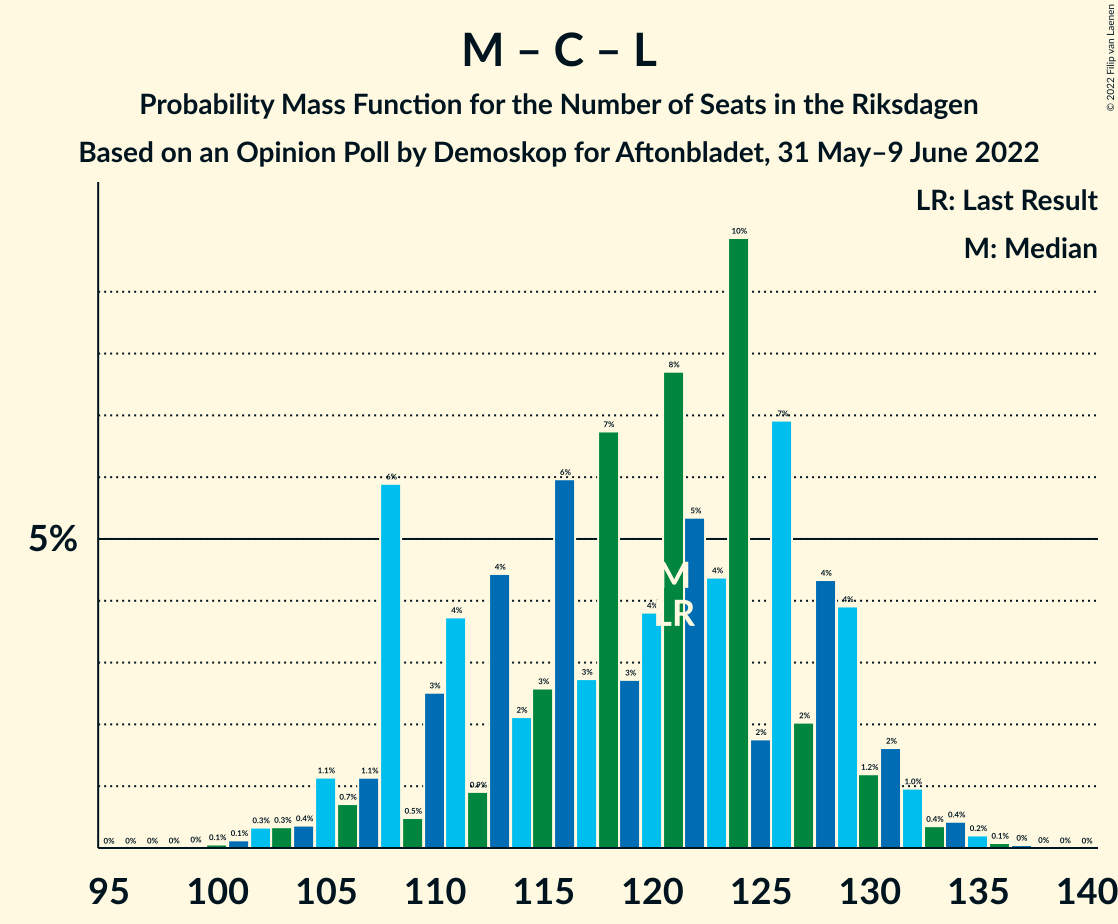 M – C – L
Probability Mass Function for the Number of Seats in the Riksdagen
Based on an Opinion Poll by Demoskop for Aftonbladet, 31 May–9 June 2022
© 2022 Filip van Laenen
LR: Last Result
M: Median
5%
0% 0% 0% 0% 0% 0.1% 0.1% 0.3% 0.3% 0.4% 1.1% 0.7% 1.1% 6% 0.5% 3% 4% 0.9% 4% 2% 3% 6% 3% 7% 3% 4% 8% 5% 4% 10% 2% 7% 2% 4% 4% 1.2% 2% 1.0% 0.4% 0.4% 0.2% 0.1% 0% 0% 0% 0%
M
LR
95 100 105 110 115 120 125 130 135 140